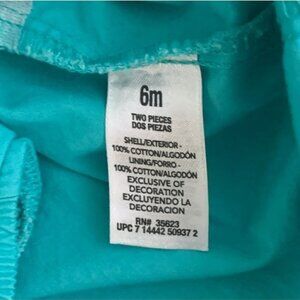 6m
TWO PIECES
DOS PIEZAS
SHELL/EXTERIOR-
100% COTTON/ALGODÓN
LINING/FORRO-
100% COTTON/ALGODÓN
EXCLUSIVE OF
DECORATION
EXCLUYENDO LA
DECORACION
RN# 35623
UPC 7 14442 50937 2